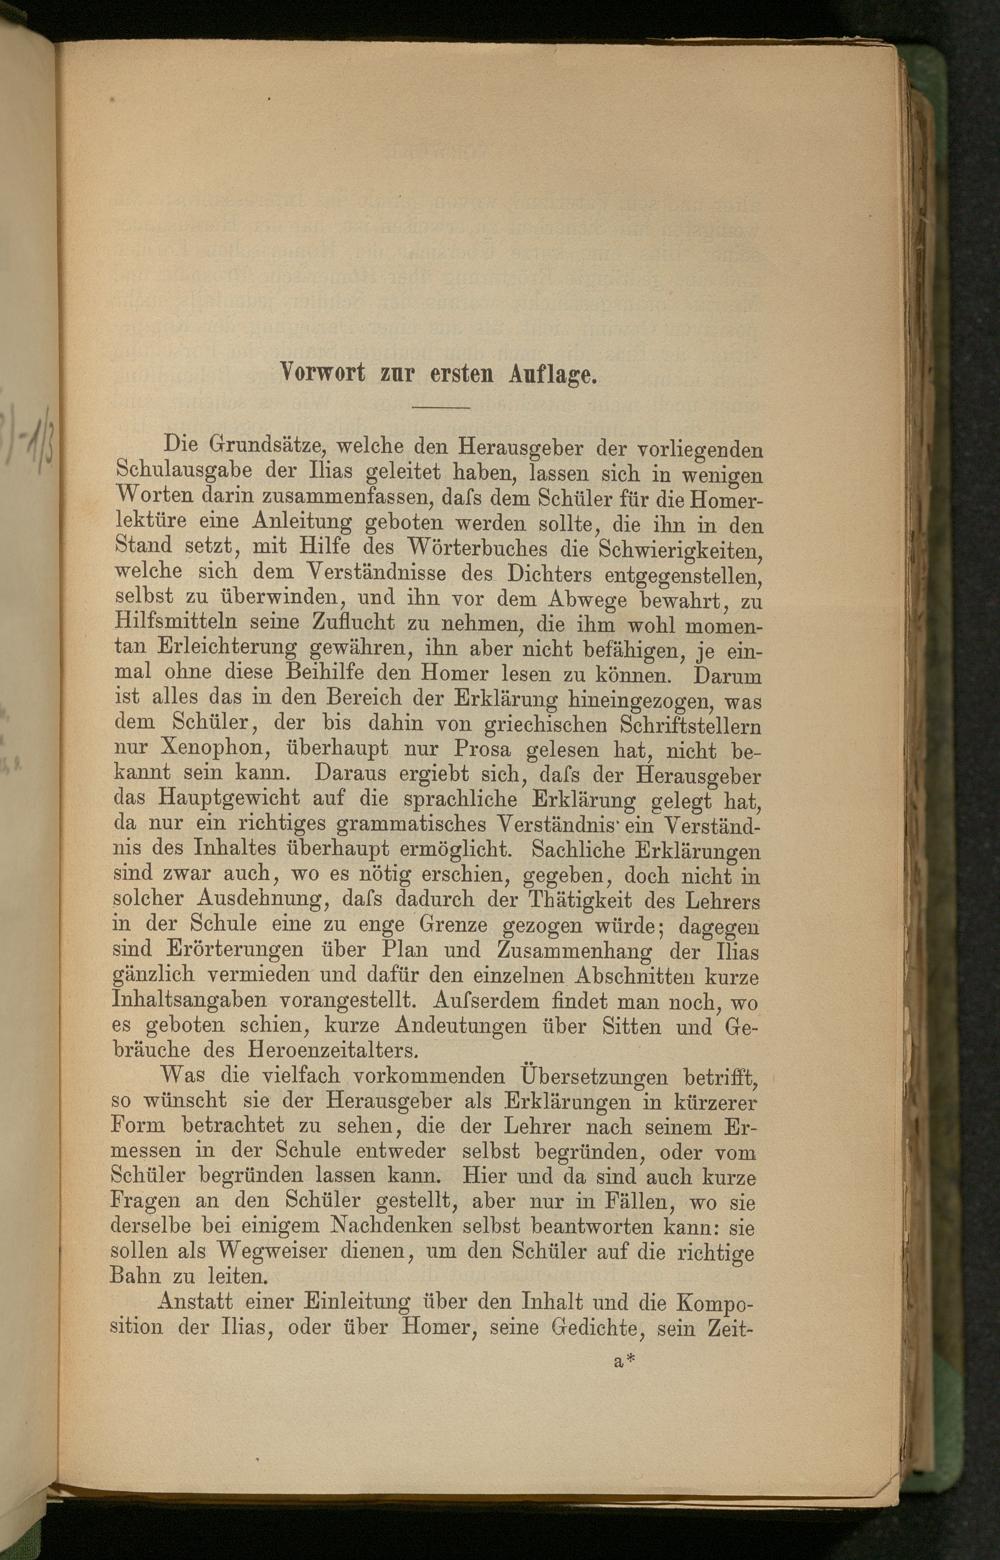 Vorwort zur ersten Auflage.
Die Grundsätze, welche den Herausgeber der vorliegenden
Schulausgabe der Ilias geleitet haben, lassen sich in wenigen
Worten darin zusammenfassen, daſs dem Schüler für die Homer-
lektüre eine Anleitung geboten werden sollte, die ihn in den
Stand setzt, mit Hilfe des Wörterbuches die Schwierigkeiten,
welche sich dem Verständnisse des Dichters entgegenstellen,
selbst zu überwinden, und ihn vor dem Abwege bewahrt, zu
Hilfsmitteln seine Zuflucht zu nehmen, die ihm wohl momen-
tan Erleichterung gewähren, ihn aber nicht befähigen, je ein-
mal ohne diese Beihilfe den Homer lesen zu können. Darum
ist alles das in den Bereich der Erklärung hineingezogen, was
dem Schüler, der bis dahin von griechischen Schriftstellern
nur Xenophon, überhaupt nur Prosa gelesen hat, nicht be-
kannt sein kann. Daraus ergiebt sich, daſs der Herausgeber
das Hauptgewicht auf die sprachliche Erklärung gelegt hat,
da nur ein richtiges grammatisches Verständnis ein Verständ-
nis des Inhaltes überhaupt ermöglicht. Sachliche Erklärungen
sind zwar auch, wo es nötig erschien, gegeben, doch nicht in
solcher Ausdehnung, daſs dadurch der Thätigkeit des Lehrers
in der Schule eine zu enge Grenze gezogen würde; dagegen
sind Erörterungen über Plan und Zusammenhang der Ilias
gänzlich vermieden und dafür den einzelnen Abschnitten kurze
Inhaltsangaben vorangestellt. Auſserdem findet man noch, wo
es geboten schien, kurze Andeutungen über Sitten und Ge-
bräuche des Heroenzeitalters.
Was die vielfach vorkommenden Übersetzungen betrifft,
so wünscht sie der Herausgeber als Erklärungen in kürzerer
Form betrachtet zu sehen, die der Lehrer nach seinem Er-
messen in der Schule entweder selbst begründen, oder vom
Schüler begründen lassen kann. Hier und da sind auch kurze
Fragen an den Schüler gestellt, aber nur in Fällen, wo sie
derselbe bei einigem Nachdenken selbst beantworten kann: sie
sollen als Wegweiser dienen, um den Schüler auf die richtige
Bahn zu leiten.
Anstatt einer Einleitung über den Inhalt und die Kompo-
sition der Ilias, oder über Homer, seine Gedichte, sein Zeit-
a*